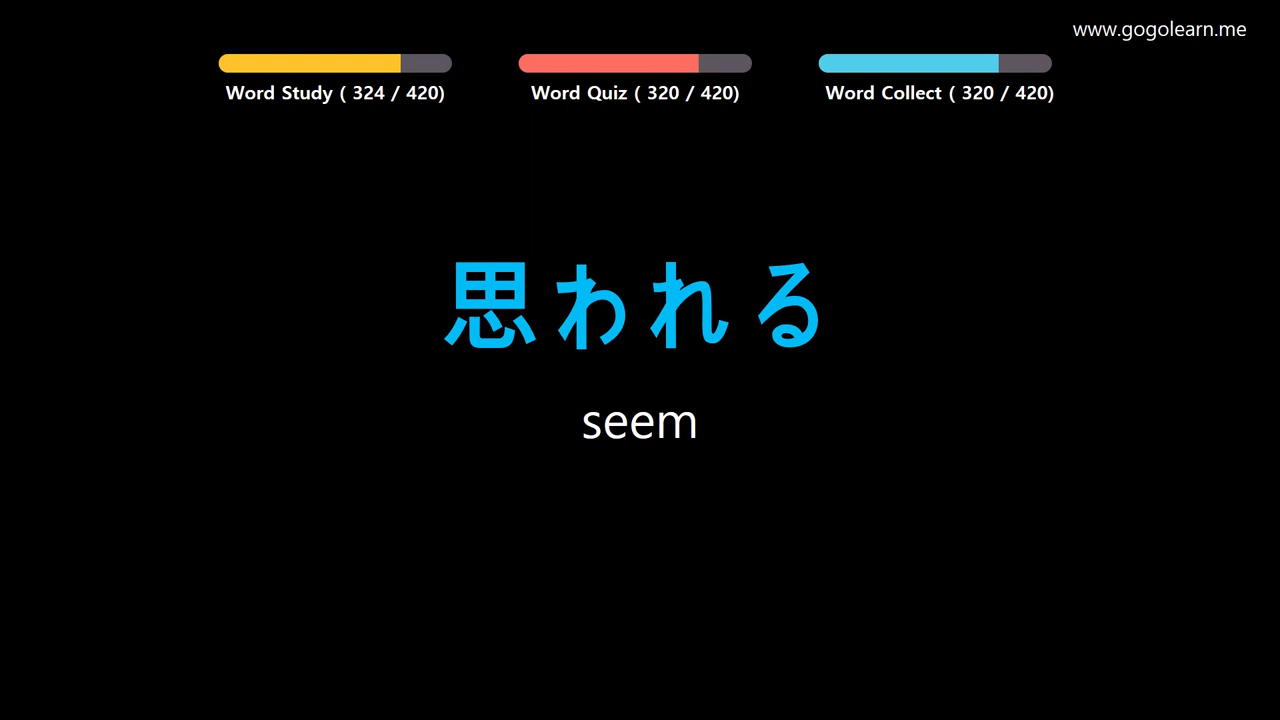 www.gogolearn.me
Word Study ( 324 / 420)
Word Quiz ( 320 / 420)
Word Collect ( 320 / 420)
思われる
seem